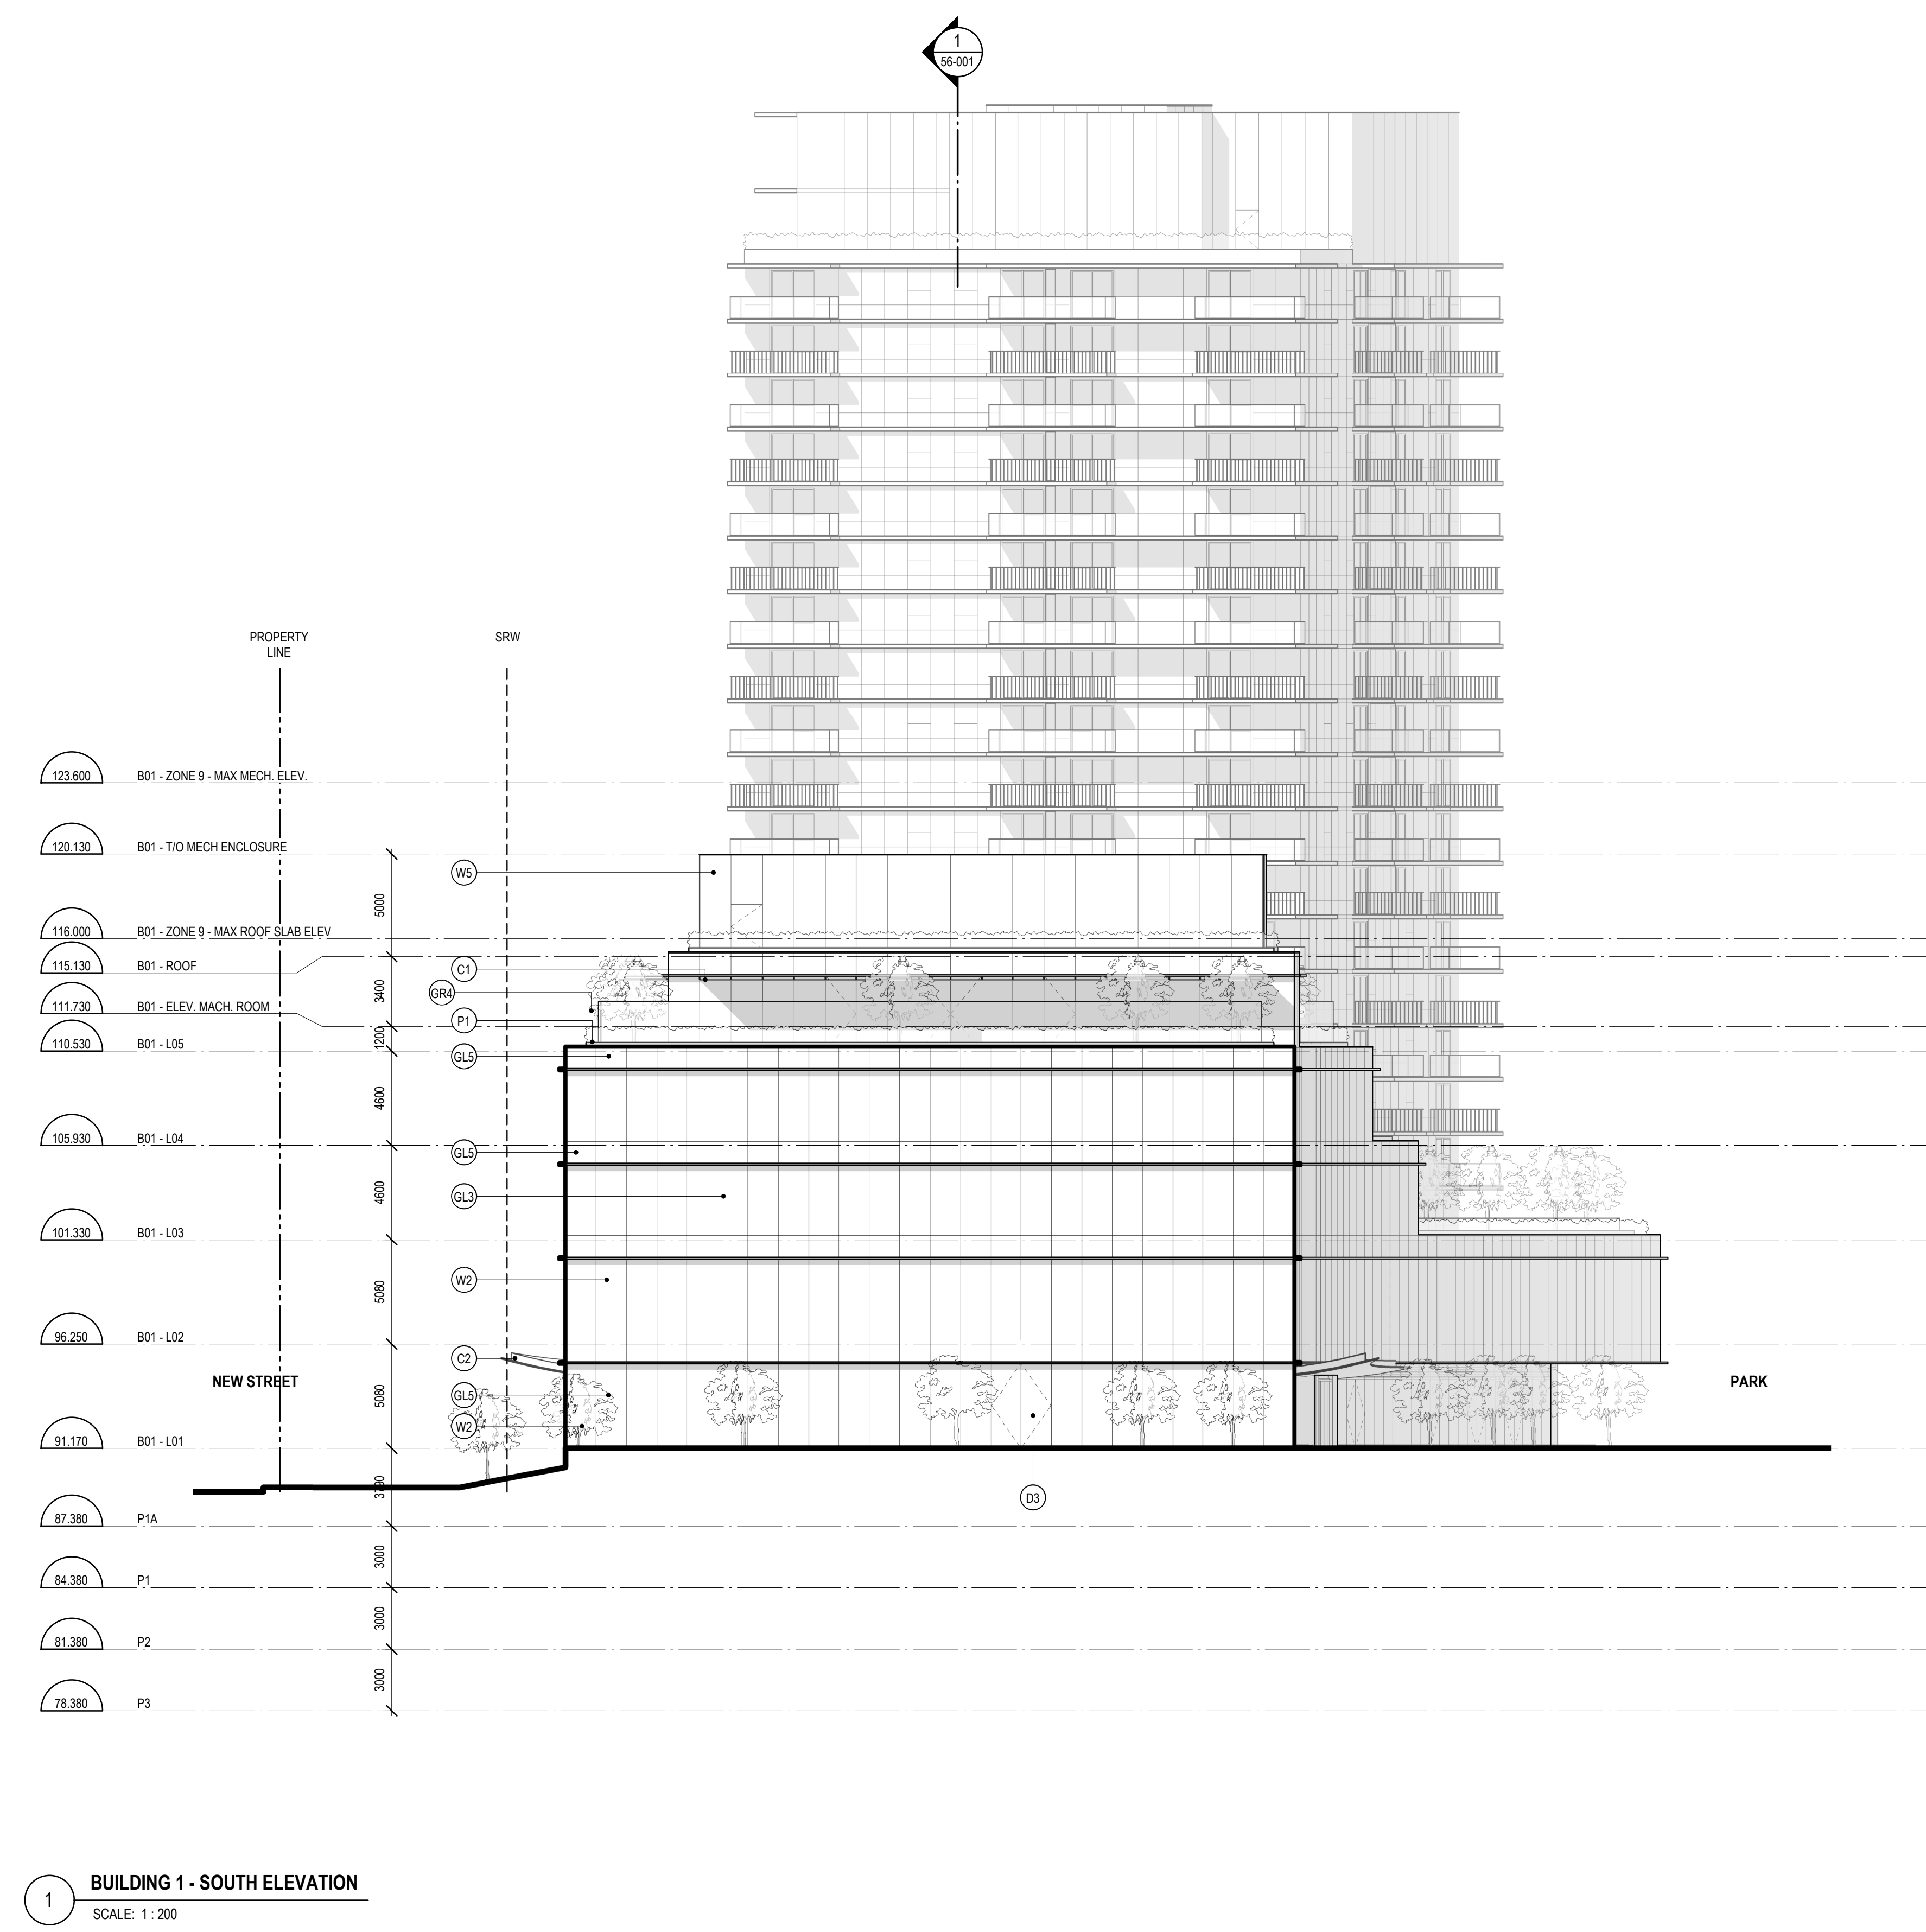 1
56-001
PROPERTY
LINE
SRW
123.600 B01 - ZONE 9 - MAX MECH. ELEV.
120.130 B01 - T/O MECH ENCLOSURE
W5
5000
116.000 B01 - ZONE 9 - MAX ROOF SLAB ELEV
115.130 B01 - ROOF
C1
GR4
3400
111.730 B01 - ELEV. MACH. ROOM
P1
1200
110.530 B01 - L05
GL5
4600
105.930 B01 - L04
GL5
4600
GL3
101.330 B01 - L03
W2
5080
96.250 B01 - L02
C2
NEW STREET
PARK
5080
GL5
W2
91.170 B01 - L01
3790
D3
87.380 P1A
3000
84.380 P1
3000
81.380 P2
3000
78.380 P3
1
BUILDING 1 - SOUTH ELEVATION
SCALE: 1 : 200